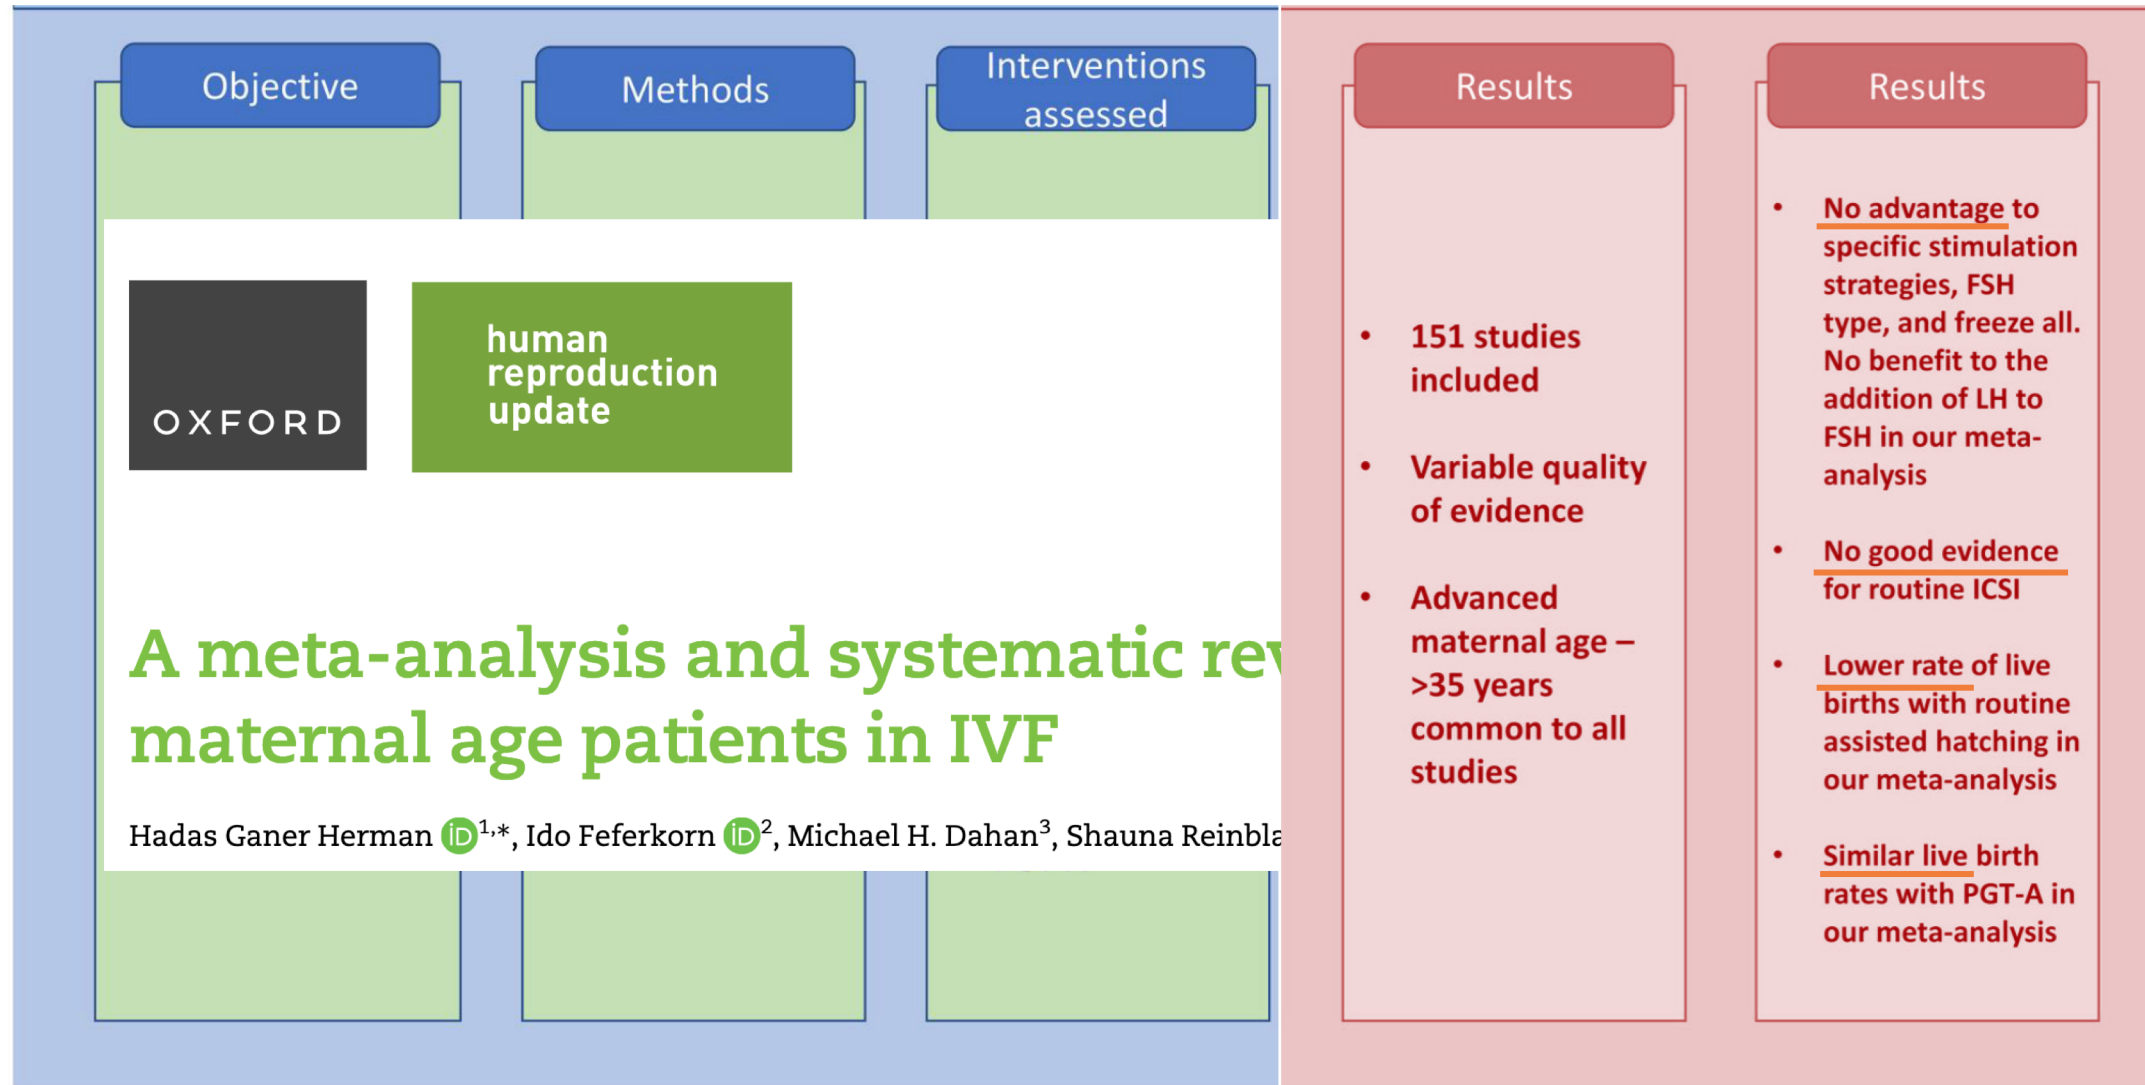 Objective
Methods
Interventions
assessed
OXFORD
human
reproduction
update
A meta-analysis and systematic
maternal age patients in IVF
Hadas Ganer Herman iD1,*, Ido Feferkorn iD2, Michael H. Dahan3, Shauna
Results
• 151 studies
included
• Variable quality
of evidence
• Advanced
maternal age –
>35 years
common to all
studies
Results
• No advantage to
specific stimulation
strategies, FSH
type, and freeze all.
No benefit to the
addition of LH to
FSH in our meta-
analysis
• No good evidence
for routine ICSI
• Lower rate of live
births with routine
assisted hatching in
our meta-analysis
• Similar live birth
rates with PGT-A in
our meta-analysis